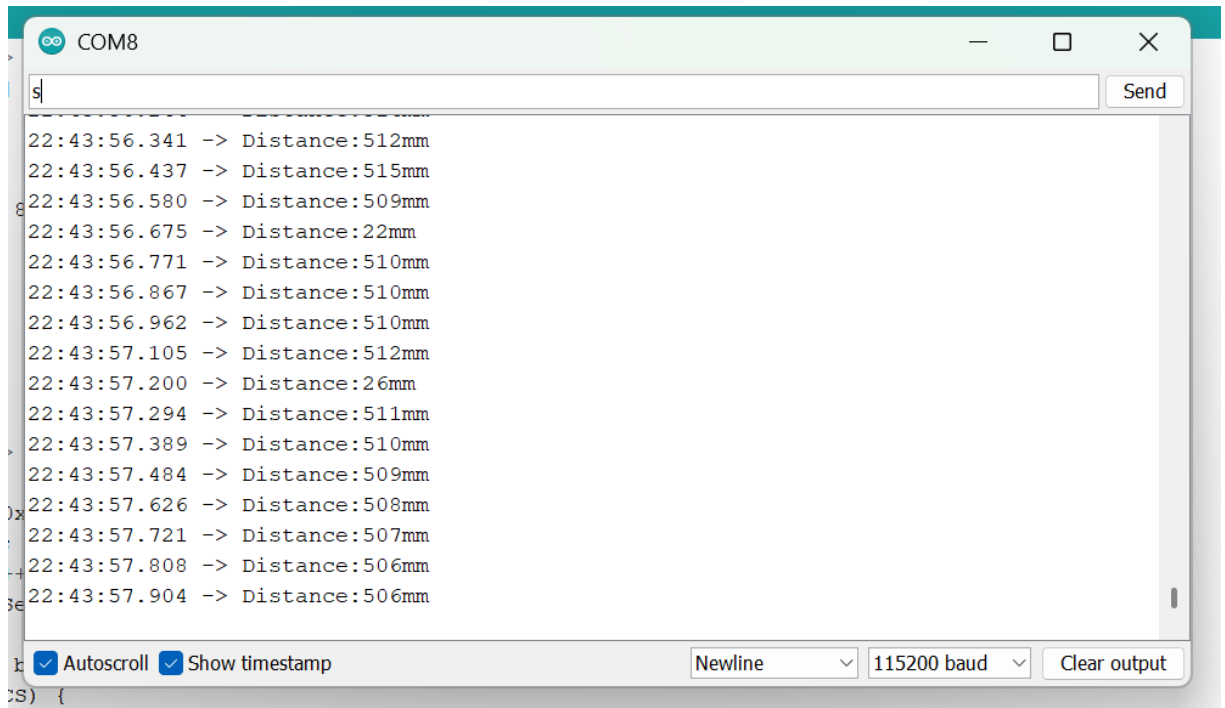 COM8
s
Send
22:43:56.341 -> Distance:512mm
22:43:56.437 -> Distance:515mm
22:43:56.580 -> Distance:509mm
22:43:56.675 -> Distance:22mm
22:43:56.771 -> Distance:510mm
22:43:56.867 -> Distance:510mm
22:43:56.962 -> Distance:510mm
22:43:57.105 -> Distance:512mm
22:43:57.200 -> Distance:26mm
22:43:57.294 -> Distance:511mm
22:43:57.389 -> Distance:510mm
22:43:57.484 -> Distance:509mm
22:43:57.626 -> Distance:508mm
22:43:57.721 -> Distance:507mm
22:43:57.808 -> Distance:506mm
22:43:57.904 -> Distance:506mm
Autoscroll Show timestamp Newline 115200 baud Clear output
CS) {